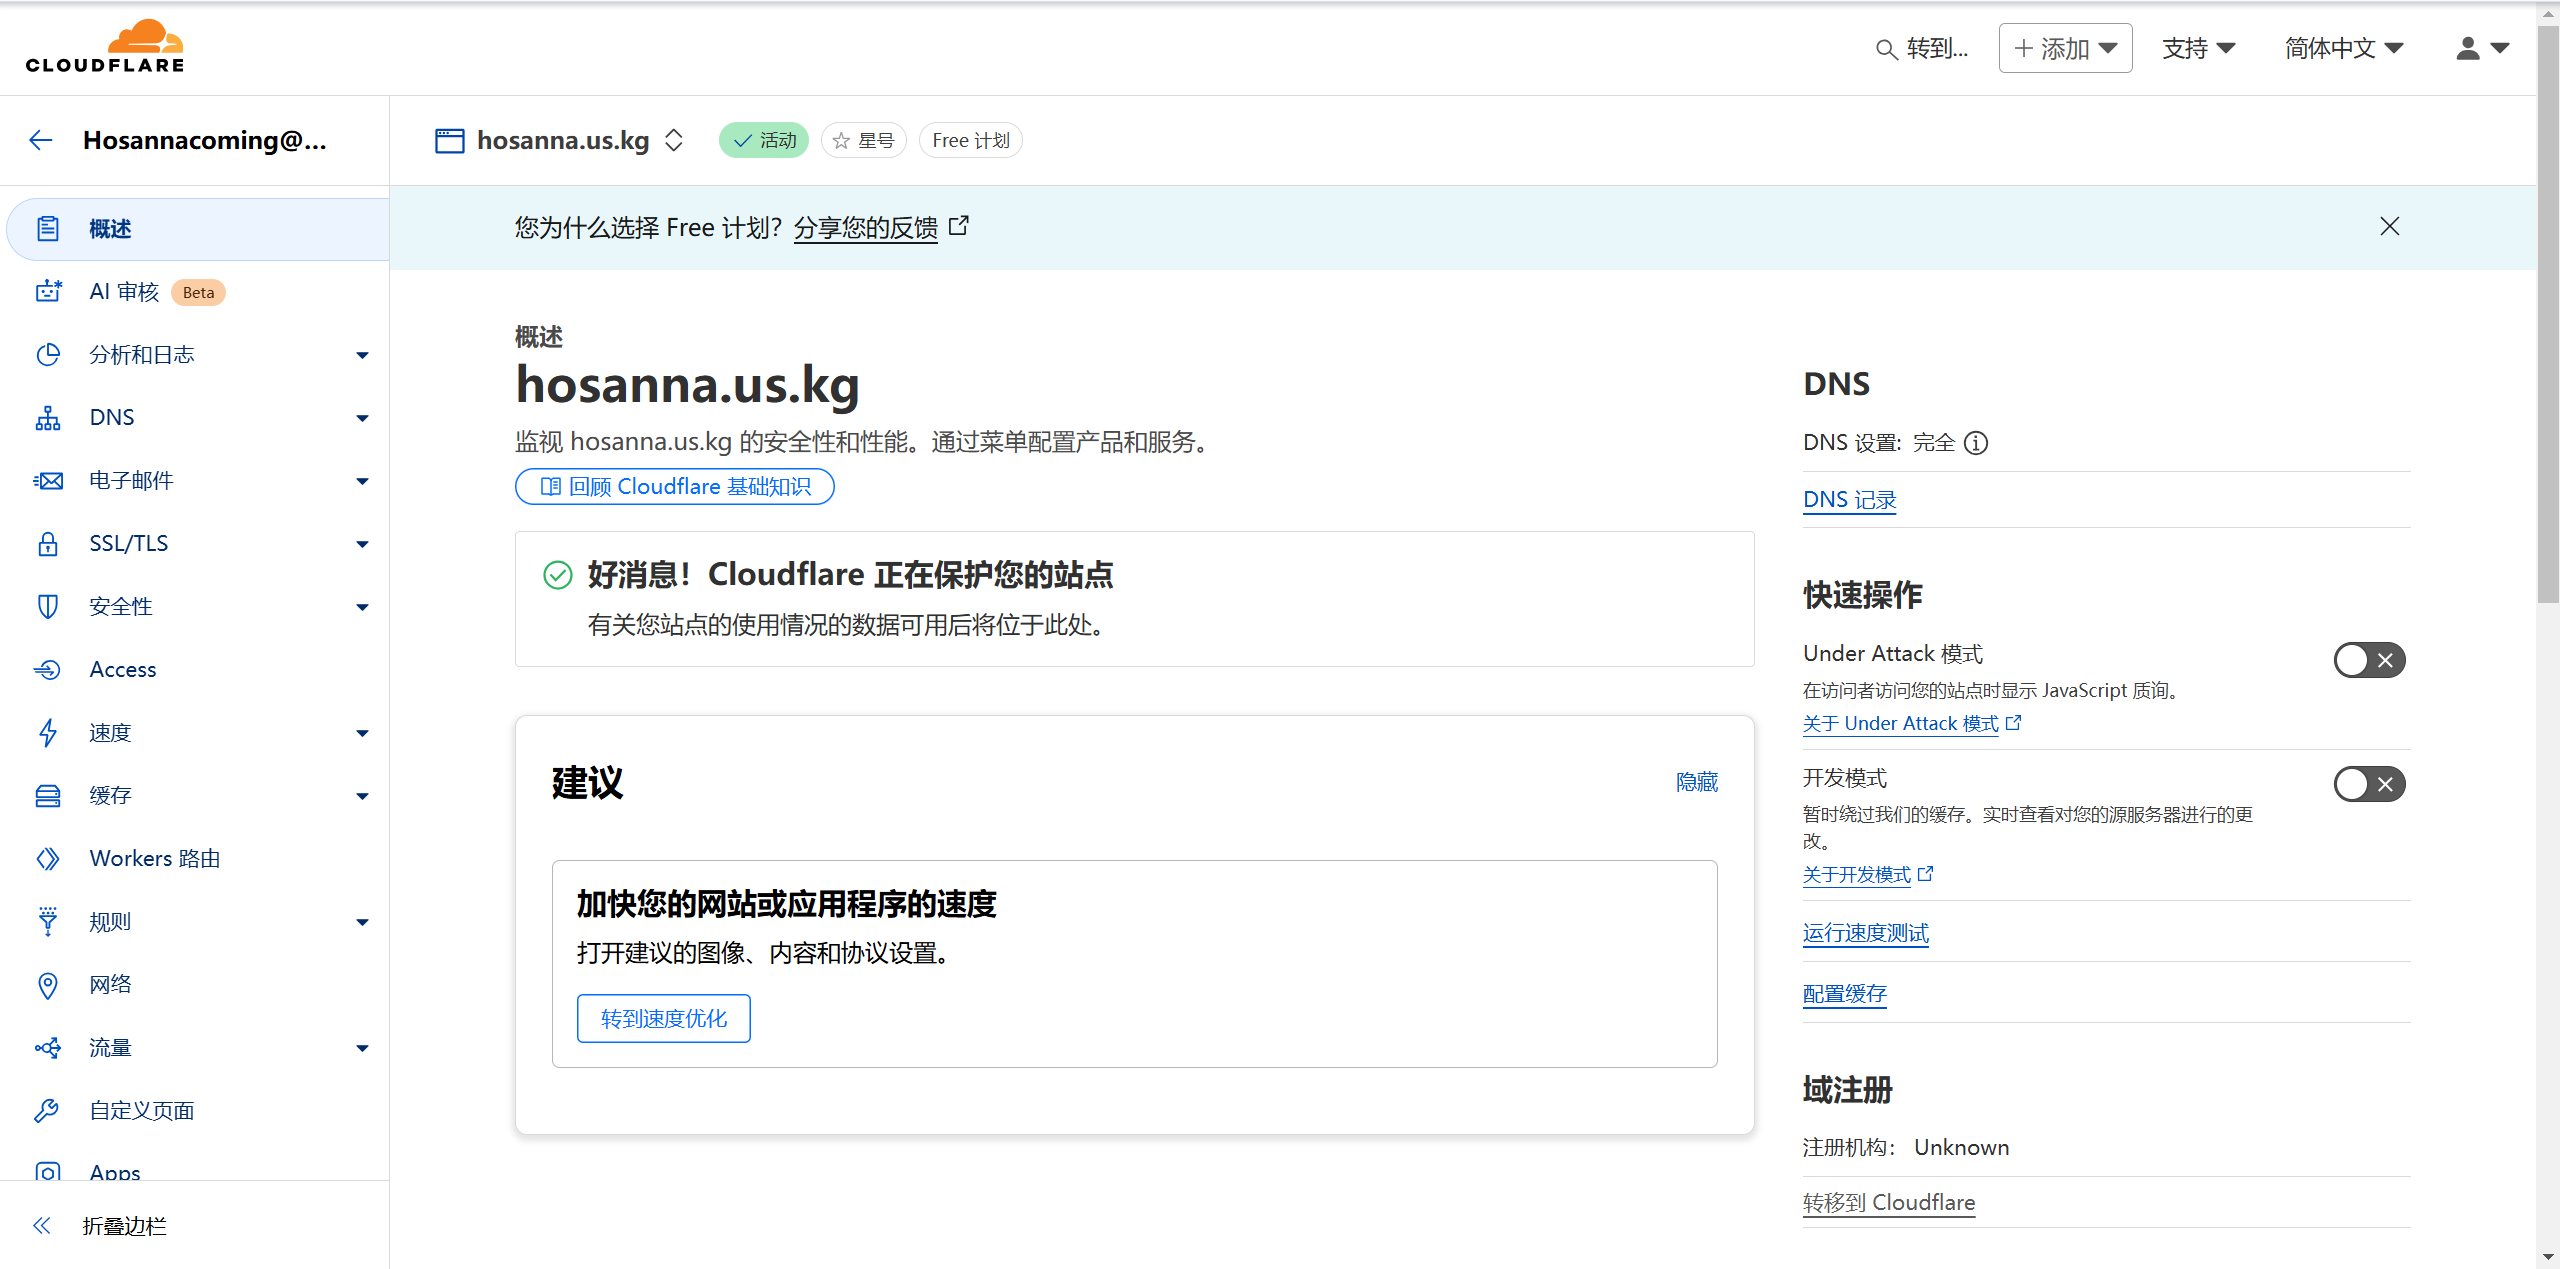 CLOUDFLARE
转到...
添加
支持
简体中文
Hosannacoming@...
hosanna.us.kg
活动
星号
Free 计划
概述
AI 审核 Beta
分析和日志
DNS
电子邮件
SSL/TLS
安全性
Access
速度
缓存
Workers 路由
规则
网络
流量
自定义页面
Apps
折叠边栏
您为什么选择 Free 计划？分享您的反馈
概述
hosanna.us.kg
监视 hosanna.us.kg 的安全性和性能。通过菜单配置产品和服务。
回顾 Cloudflare 基础知识
好消息！Cloudflare 正在保护您的站点
有关您站点的使用情况的数据可用后将位于此处。
建议
隐藏
加快您的网站或应用程序的速度
打开建议的图像、内容和协议设置。
转到速度优化
DNS
DNS 设置: 完全
DNS 记录
快速操作
Under Attack 模式
在访问者访问您的站点时显示 JavaScript 质询。
关于 Under Attack 模式
开发模式
暂时绕过我们的缓存。实时查看对您的源服务器进行的更
改。
关于开发模式
运行速度测试
配置缓存
域注册
注册机构： Unknown
转移到 Cloudflare